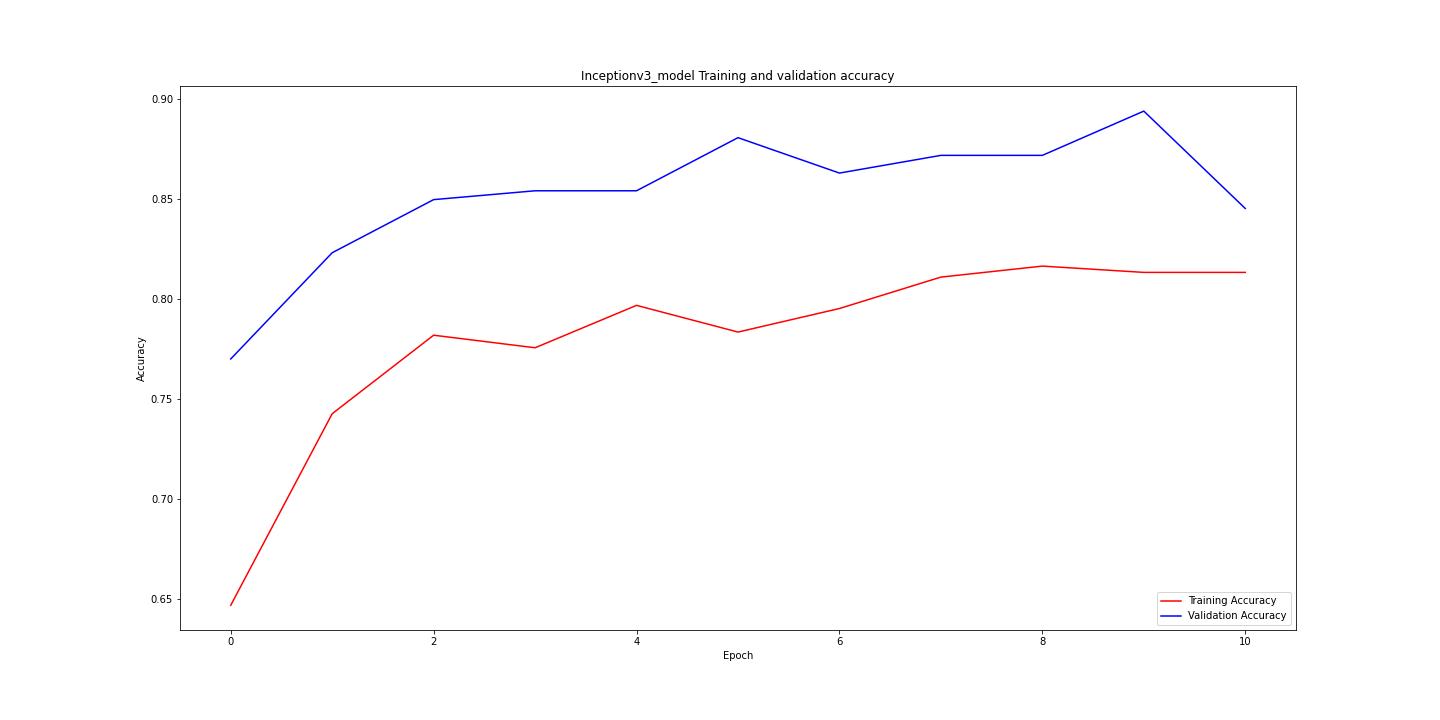 Inceptionv3_model Training and validation accuracy
0.90
0.85
0.80
0.75
0.70
0.65
Accuracy
0 2 4 6 8 10
Epoch
Training Accuracy
Validation Accuracy